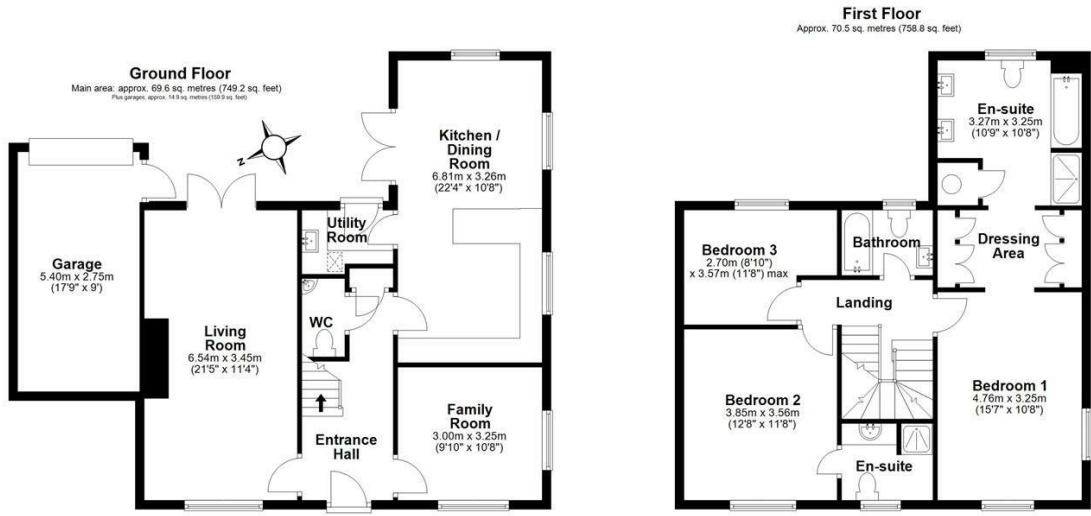 Ground Floor
Main area: approx. 69.6 sq. metres (749.2 sq. feet)
Plus garages, approx. 14.9 sq. metres (159.9 sq. feet)
N
Kitchen /
Dining
Room
6.81m x 3.26m
(22'4" x 10'8")
Utility
Room
Garage
5.40m x 2.75m
(17'9" x 9')
WC
Living
Room
6.54m x 3.45m
(21'5" x 11'4")
Family
Room
3.00m x 3.25m
(9'10" x 10'8")
Entrance
Hall
First Floor
Approx. 70.5 sq. metres (758.8 sq. feet)
En-suite
3.27m x 3.25m
(10'9" x 10'8")
Bedroom 3
2.70m (8'10")
x 3.57m (11'8") max
Bathroom
Dressing
Area
Landing
Bedroom 2
3.85m x 3.56m
(12'8" x 11'8")
Bedroom 1
4.76m x 3.25m
(15'7" x 10'8")
En-suite